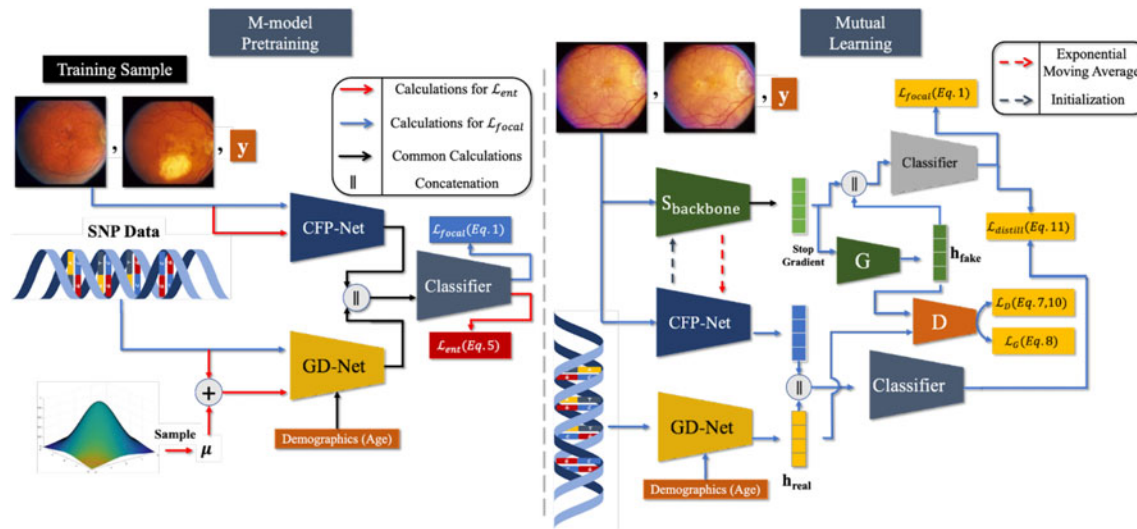 M-model
Pretraining
Training Sample
,
, y
SNP Data
Calculations for ℒent
Calculations for ℒfocal
Common Calculations
|| Concatenation
CFP-Net
ℒfocal(Eq. 1)
||
Classifier
ℒent(Eq. 5)
GD-Net
+
Sample
μ
Demographics (Age)
Mutual
Learning
,
, y
Exponential
Moving Average
Initialization
ℒfocal(Eq. 1)
Classifier
||
Sbackbone
Stop
Gradient
G
hfake
ℒdistill(Eq. 11)
CFP-Net
D
ℒD(Eq. 7,10)
ℒG(Eq. 8)
||
Classifier
GD-Net
hreal
Demographics (Age)